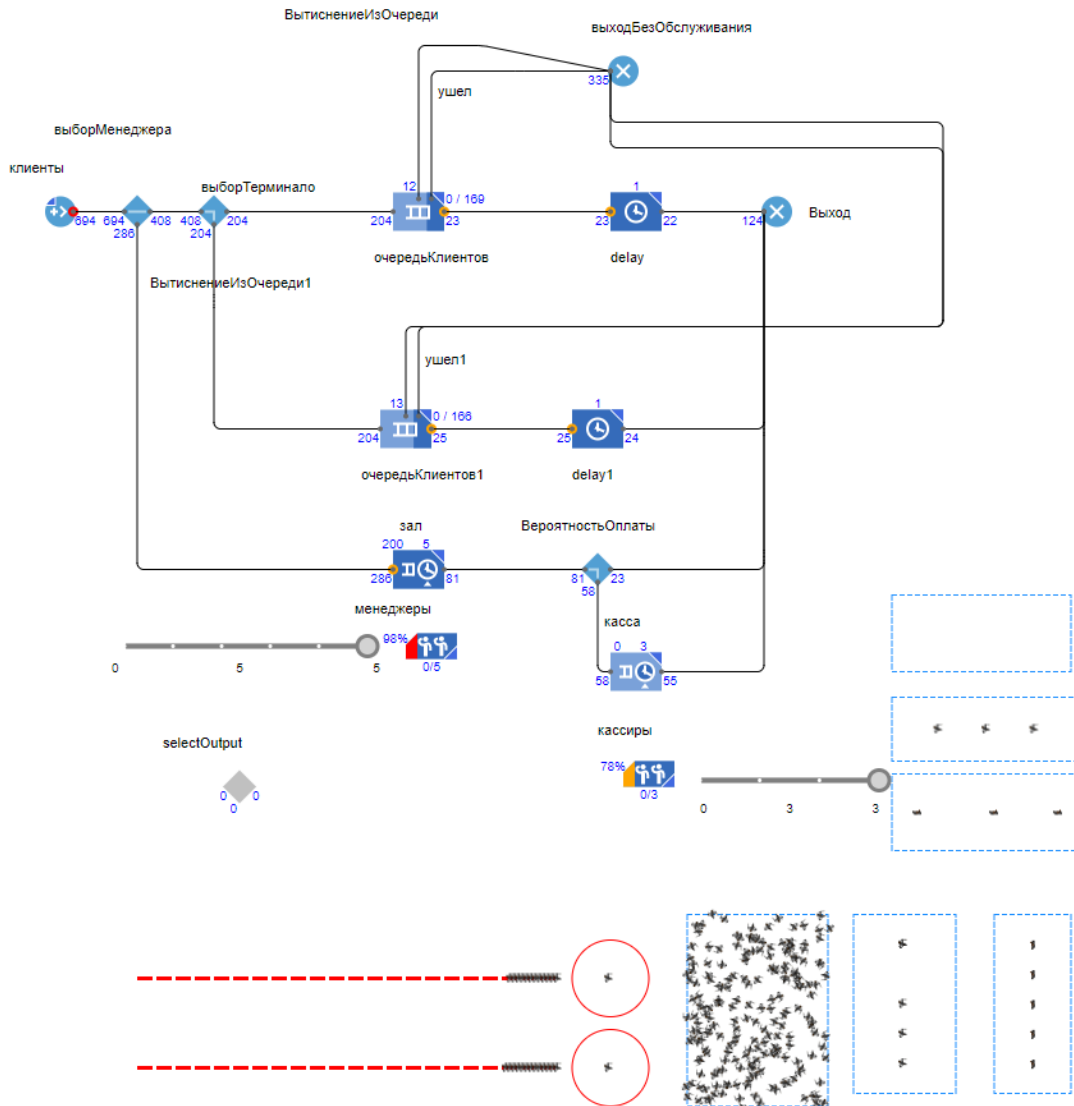 ВытиснениеИзОчереди
выходБезОбслуживания
335
ушел
выборМенеджера
клиенты
выборТерминало
12
0 / 169
1
694
694
408
408
204
204
23
23
22
124
Выход
286
204
очередьКлиентов
delay
ВытиснениеИзОчереди1
ушел1
13
0 / 166
1
204
25
25
24
очередьКлиентов1
delay1
зал
ВероятностьОплаты
200
5
286
81
81
23
58
менеджеры
касса
98%
0
3
0
5
5
0/5
58
55
selectOutput
кассиры
78%
0
0
0
0/3
0
3
3